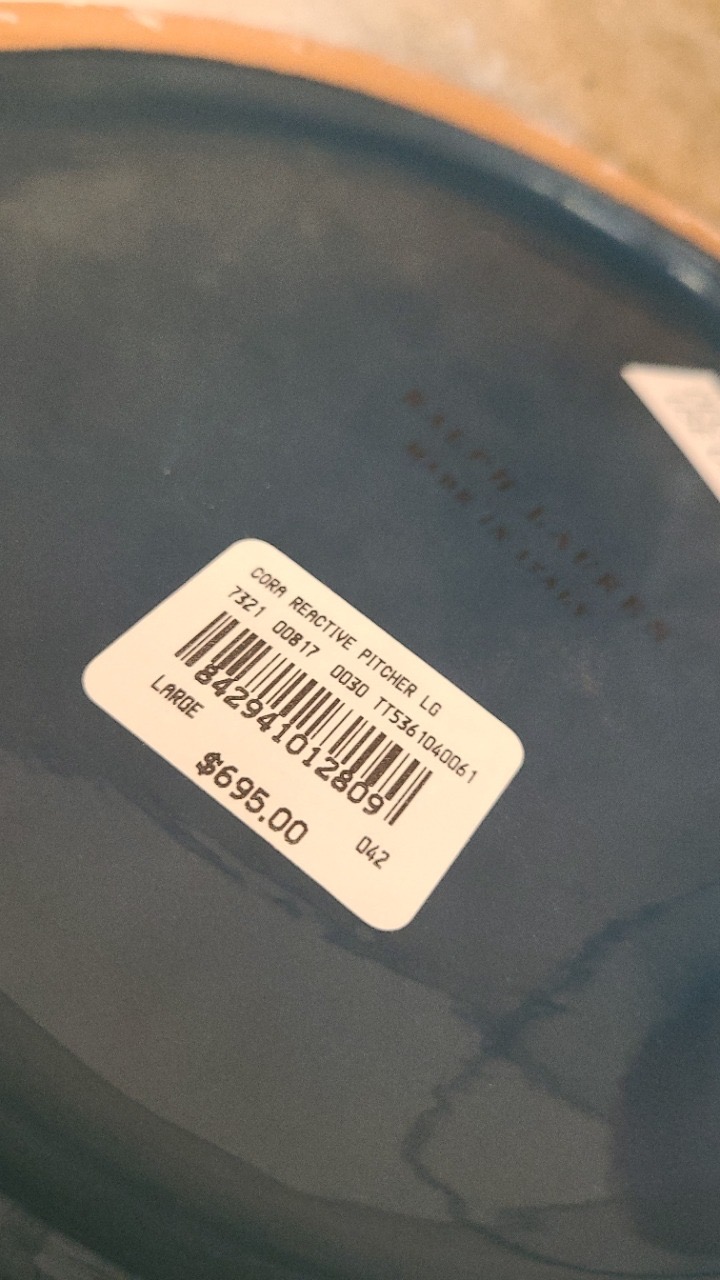 RALPH LAUREN
MADE IN ITALY
CORA REACTIVE PITCHER LG
7321 00817 0030 TT5361040061
842941012809
LARGE
$695.00 042